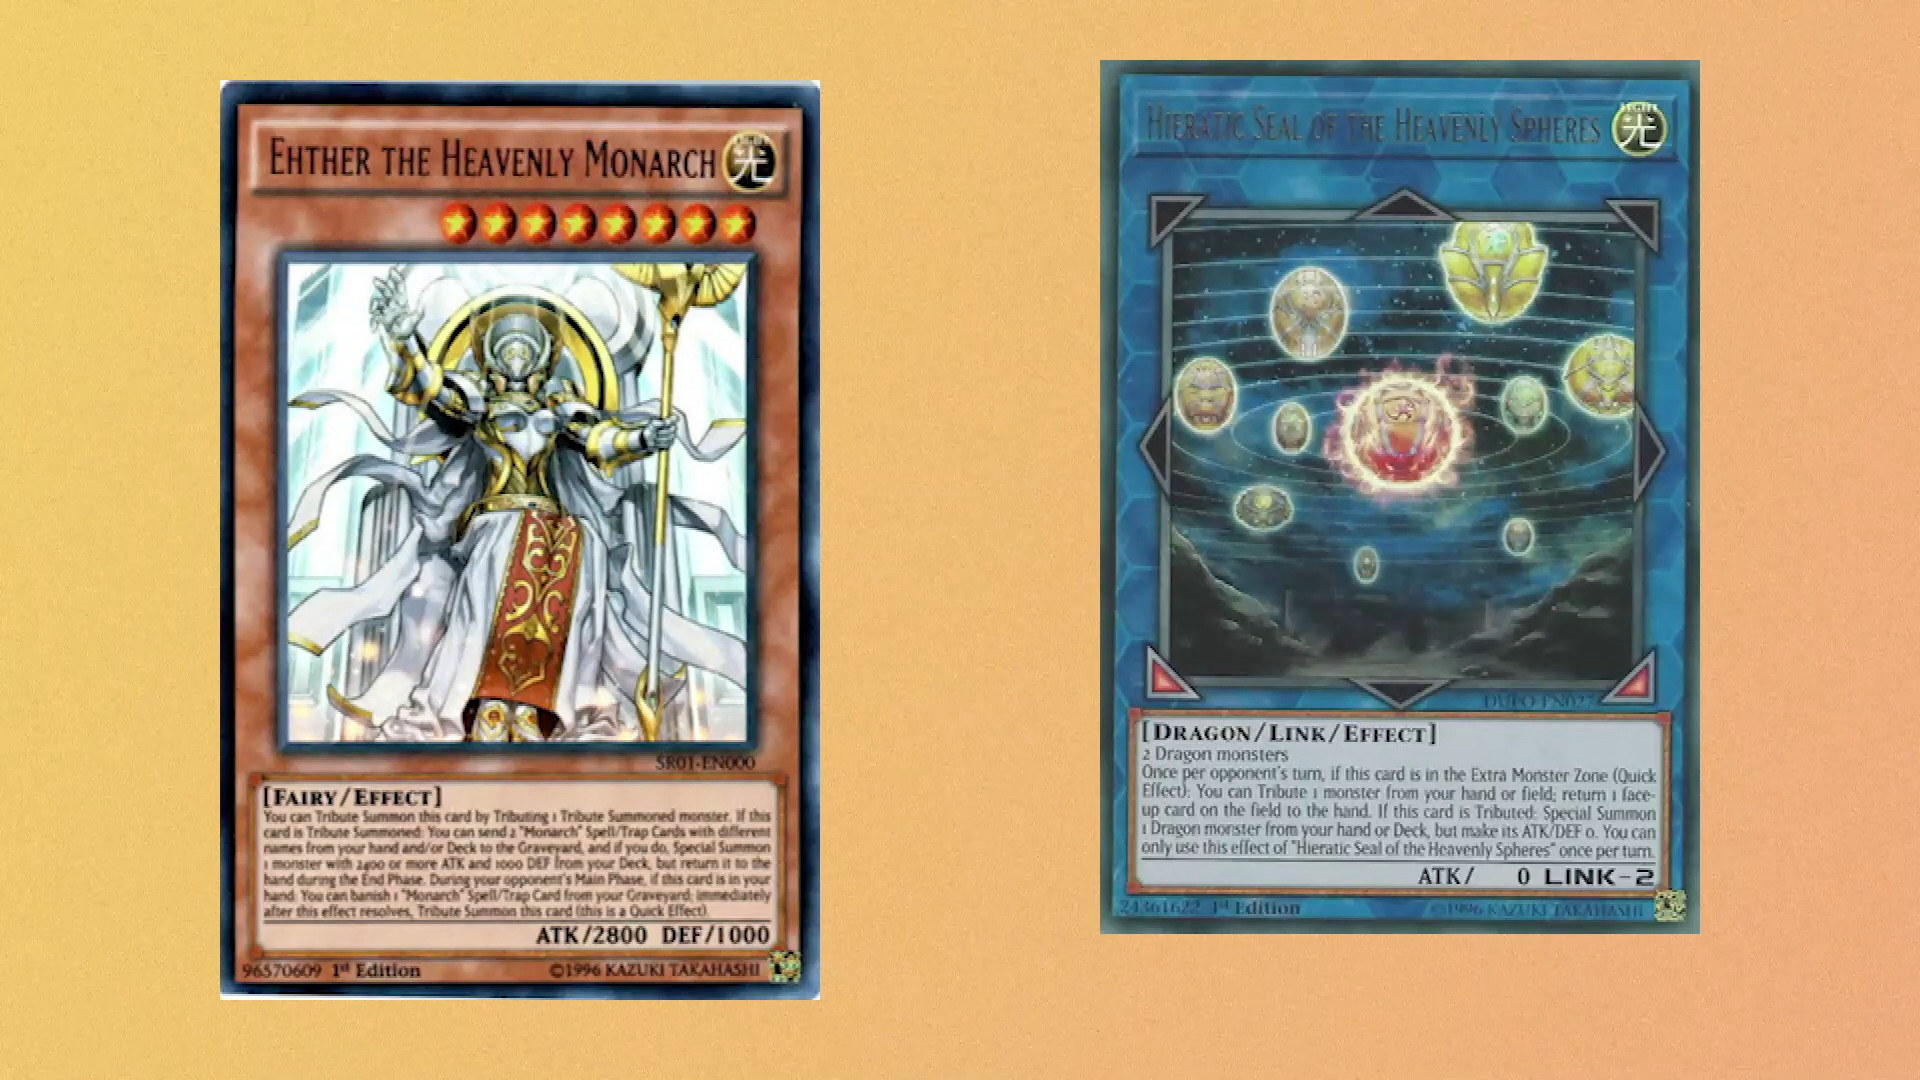 EHTHER THE HEAVENLY MONARCH
光
SR01-EN000
[FAIRY/EFFECT]
You can Tribute Summon this card by Tributing 1 Tribute Summoned monster. If this
card is Tribute Summoned: You can send 2 "Monarch" Spell/Trap Cards with different
names from your hand and/or Deck to the Graveyard, and if you do, Special Summon
1 monster with 2400 or more ATK and 1000 DEF from your Deck, but return it to the
hand during the End Phase. During your opponent's Main Phase, if this card is in your
hand: You can banish 1 "Monarch" Spell/Trap Card from your Graveyard; immediately
after this effect resolves, Tribute Summon this card (this is a Quick Effect).
ATK/2800 DEF/1000
96570609 1st Edition ©1996 KAZUKI TAKAHASHI
HIERATIC SEAL OF THE HEAVENLY SPHERES
LIGHT
光
DUPO-EN027
[DRAGON/LINK/EFFECT]
2 Dragon monsters
Once per opponent's turn, if this card is in the Extra Monster Zone (Quick
Effect): You can Tribute 1 monster from your hand or field; return 1 face-
up card on the field to the hand. If this card is Tributed: Special Summon
1 Dragon monster from your hand or Deck, but make its ATK/DEF 0. You can
only use this effect of "Hieratic Seal of the Heavenly Spheres" once per turn.
ATK/ 0 LINK-2
24361622 1st Edition ©1996 KAZUKI TAKAHASHI